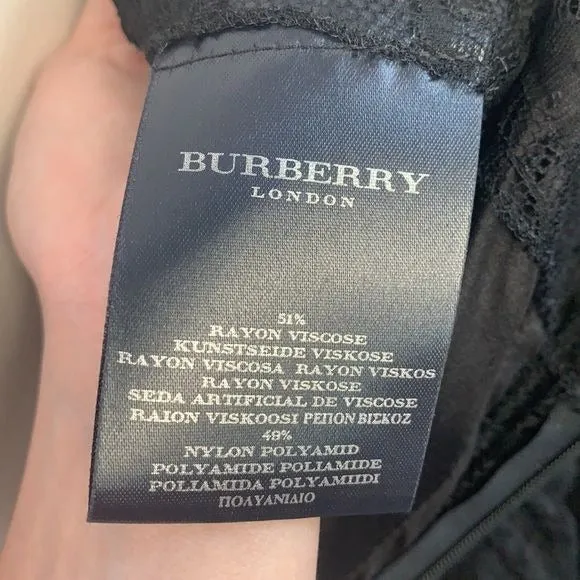 BURBERRY
LONDON
51%
RAYON VISCOSE
KUNSTSEIDE VISKOSE
RAYON VISCOSA RAYON VISKOS
RAYON VISKOSE
SEDA ARTIFICIAL DE VISCOSE
RAION VISKOOSI ΡΕΠΟΝ ΒΙΣΚΟΖ
49%
NYLON POLYAMID
POLYAMIDE POLIAMIDE
POLIAMIDA POLYAMIIDI
ΠΟΛΥΑΝΙΔΙΟ